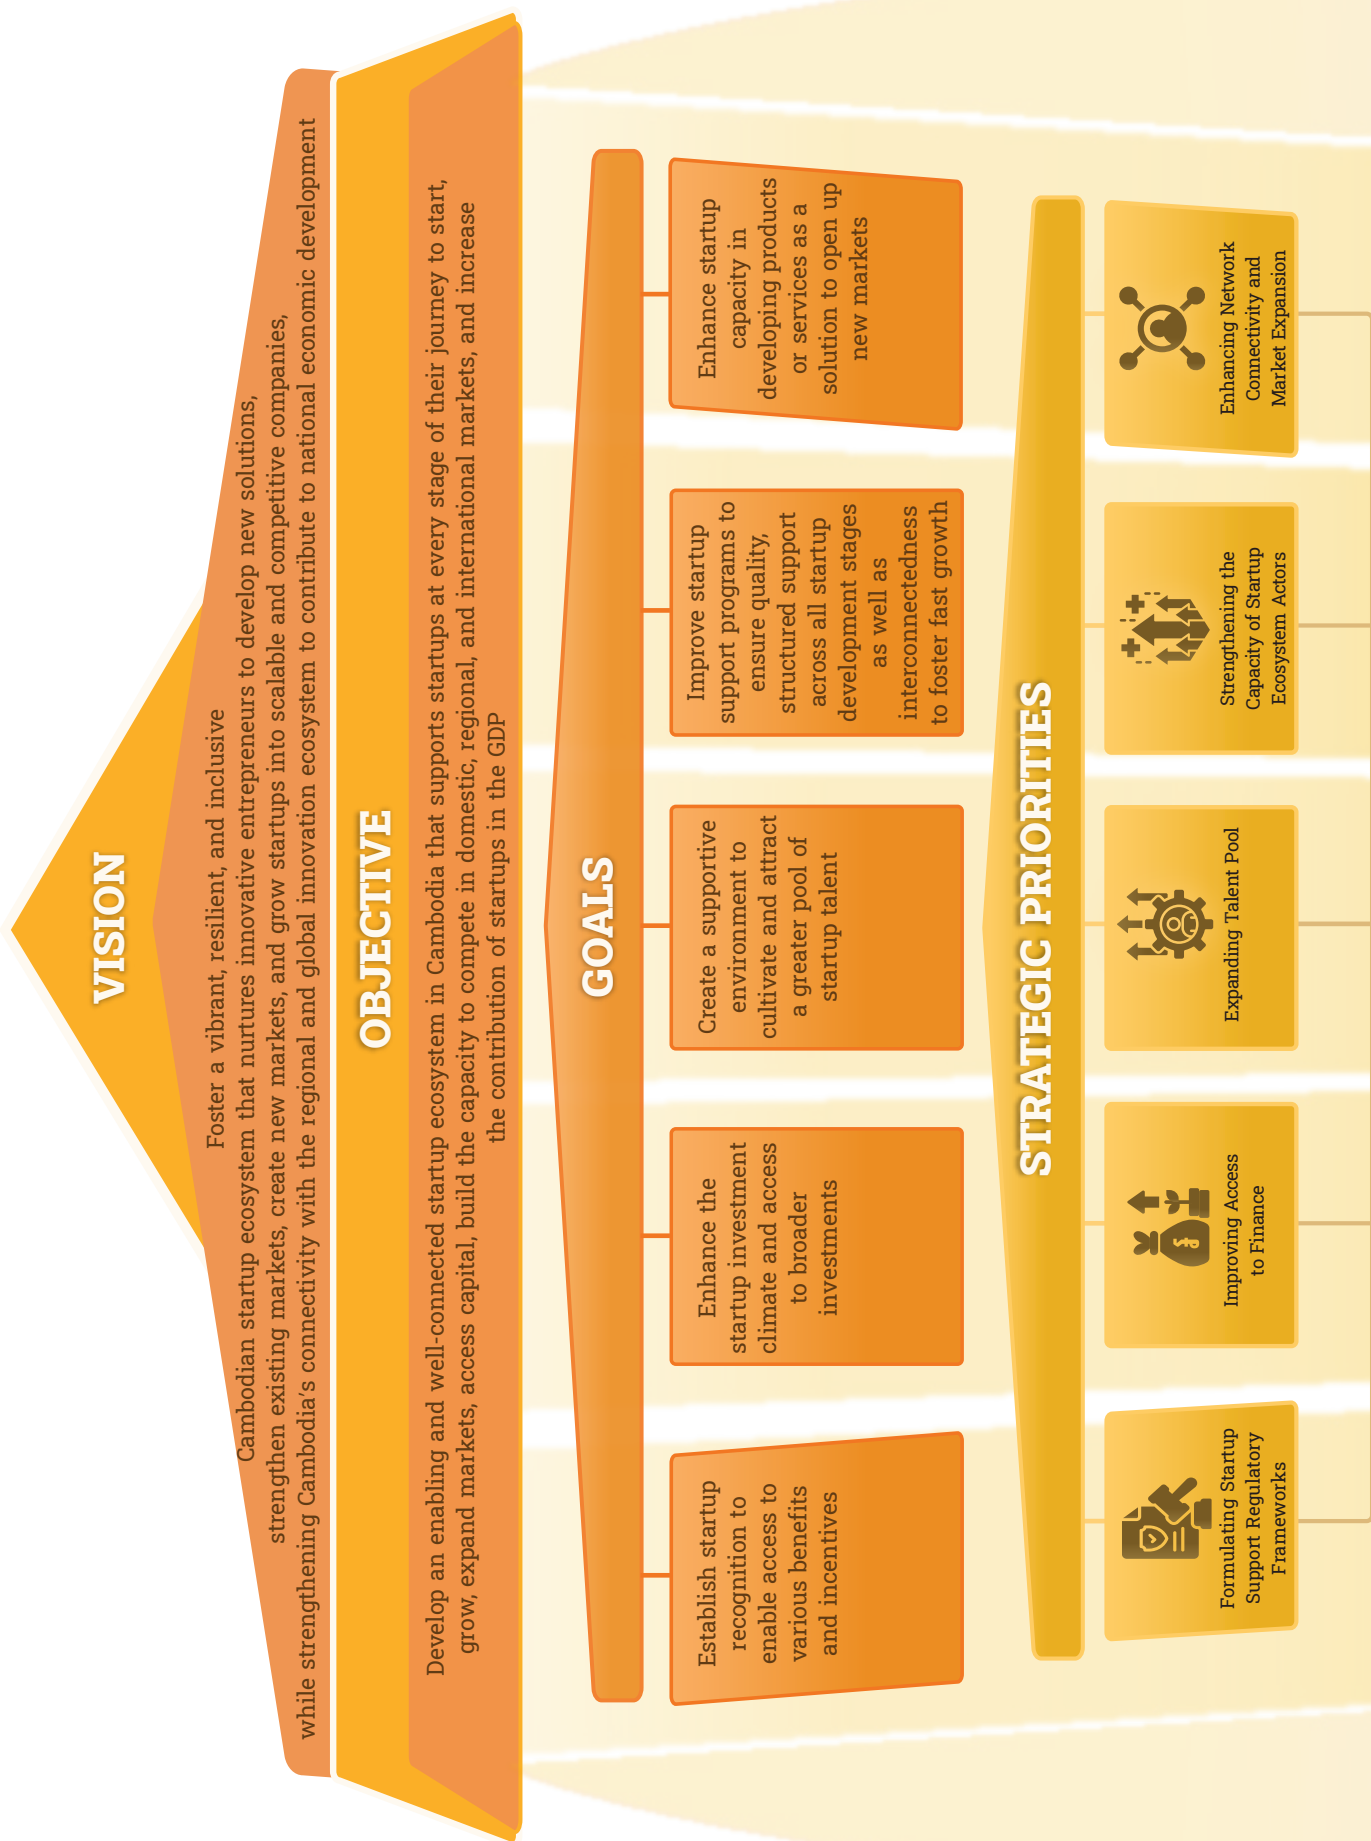 VISION
Foster a vibrant, resilient, and inclusive
Cambodian startup ecosystem that nurtures innovative entrepreneurs to develop new solutions,
strengthen existing markets, create new markets, and grow startups into scalable and competitive companies,
while strengthening Cambodia's connectivity with the regional and global innovation ecosystem to contribute to national economic development
OBJECTIVE
Develop an enabling and well-connected startup ecosystem in Cambodia that supports startups at every stage of their journey to start,
grow, expand markets, access capital, build the capacity to compete in domestic, regional, and international markets, and increase
the contribution of startups in the GDP
GOALS
Establish startup
recognition to
enable access to
various benefits
and incentives
Enhance the
startup investment
climate and access
to broader
investments
Create a supportive
environment to
cultivate and attract
a greater pool of
startup talent
Improve startup
support programs to
ensure quality,
structured support
across all startup
development stages
as well as
interconnectedness
to foster fast growth
Enhance startup
capacity in
developing products
or services as a
solution to open up
new markets
STRATEGIC PRIORITIES
Formulating Startup
Support Regulatory
Frameworks
Improving Access
to Finance
Expanding Talent Pool
Strengthening the
Capacity of Startup
Ecosystem Actors
Enhancing Network
Connectivity and
Market Expansion